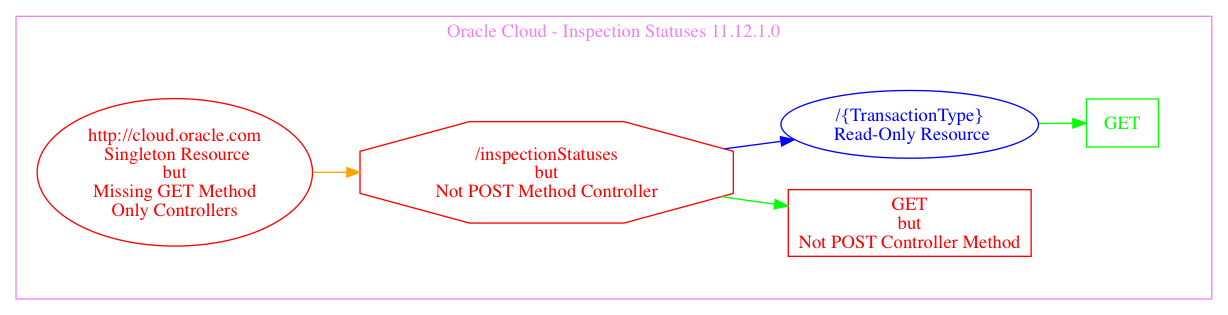 Oracle Cloud - Inspection Statuses 11.12.1.0
http://cloud.oracle.com
Singleton Resource
but
Missing GET Method
Only Controllers
/inspectionStatuses
but
Not POST Method Controller
/{TransactionType}
Read-Only Resource
GET
GET
but
Not POST Controller Method